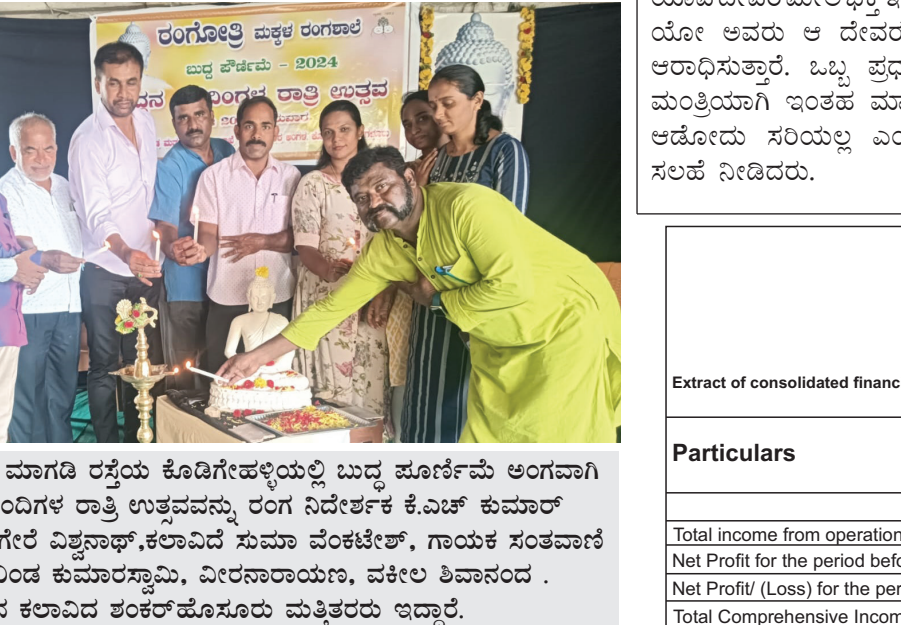 ಯೋ ಅವರು ಆ ದೇವರ
ಆರಾಧಿಸುತ್ತಾರೆ. ಒಬ್ಬ ಪ್ರಧ
ಮಂತ್ರಿಯಾಗಿ ಇಂತಹ ಮಾ
ಆಡೋದು ಸರಿಯಲ್ಲ ಎಂ
ಸಲಹೆ ನೀಡಿದರು.
ರಂಗೋತ್ರಿ ಮಕ್ಕಳ ರಂಗಶಾಲೆ
ಬುದ್ಧ ಪೌರ್ಣಿಮೆ - 2024
ದಿಂಗಳ ರಾತ್ರಿ ಉತ್ಸವ
ಮಾಗಡಿ ರಸ್ತೆಯ ಕೊಡಿಗೇಹಳ್ಳಿಯಲ್ಲಿ ಬುದ್ಧ ಪೂರ್ಣಿಮೆ ಅಂಗವಾಗಿ
ಂದಿಗಳ ರಾತ್ರಿ ಉತ್ಸವವನ್ನು ರಂಗ ನಿದೇರ್ಶಕ ಕೆ.ಎಚ್ ಕುಮಾರ್
ಗೇರೆ ವಿಶ್ವನಾಥ್,ಕಲಾವಿದೆ ಸುಮಾ ವೆಂಕಟೇಶ್, ಗಾಯಕ ಸಂತವಾಣಿ
ಕುಮಾರಸ್ವಾಮಿ, ವೀರನಾರಾಯಣ, ವಕೀಲ ಶಿವಾನಂದ .
ಕಲಾವಿದ ಶಂಕರ್‌ಹೊಸೂರು ಮತ್ತಿತರರು ಇದ್ದಾರೆ.
Extract of consolidated financ
Particulars
Total income from operation
Net Profit for the period befo
Net Profit/ (Loss) for the per
Total Comprehensive Incom